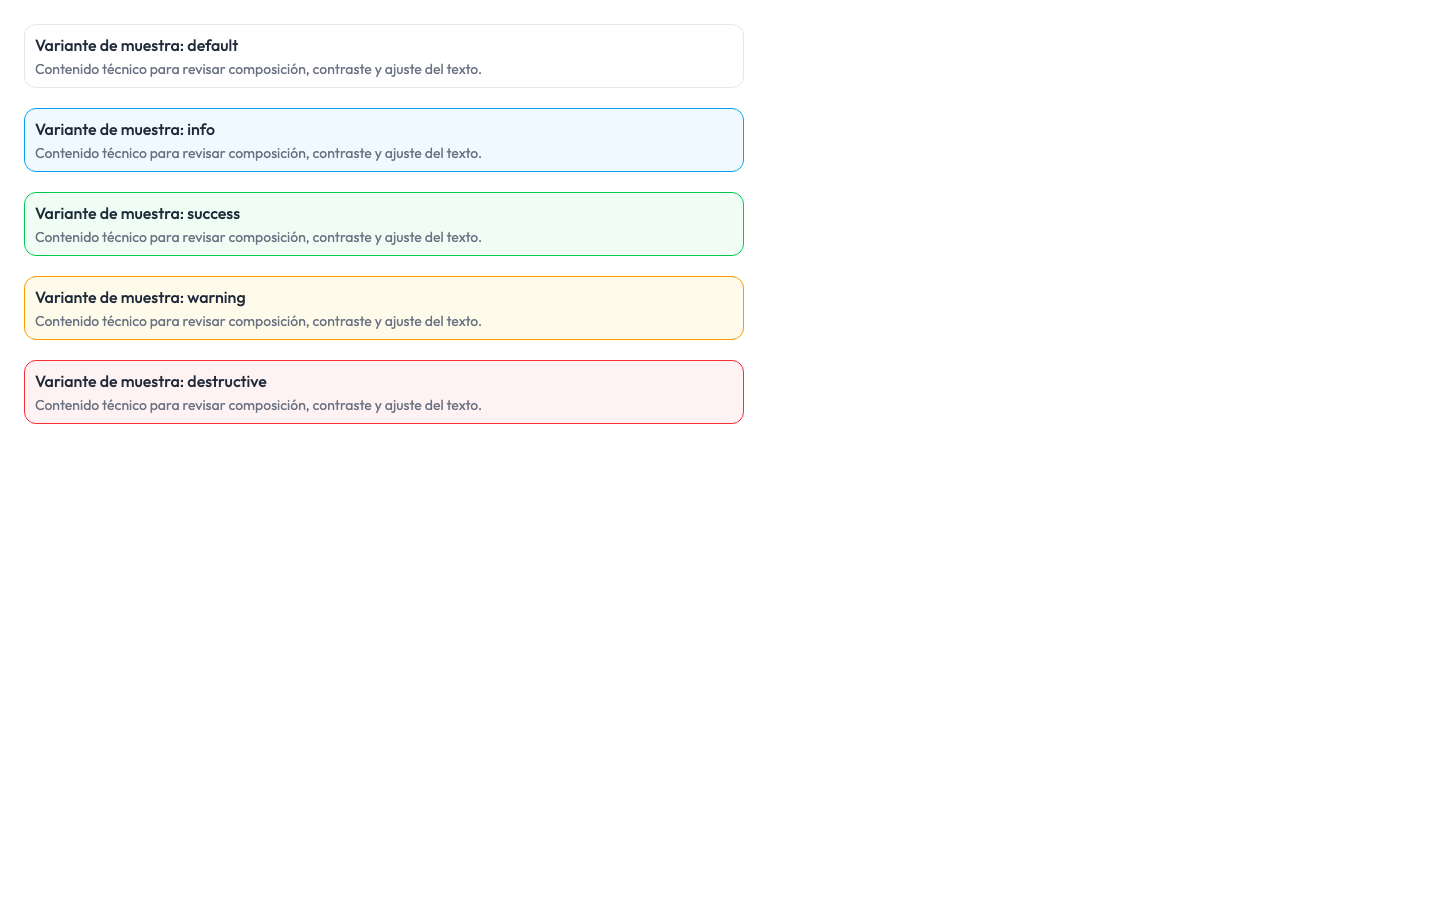 Variante de muestra: default
Contenido técnico para revisar composición, contraste y ajuste del texto.
Variante de muestra: info
Contenido técnico para revisar composición, contraste y ajuste del texto.
Variante de muestra: success
Contenido técnico para revisar composición, contraste y ajuste del texto.
Variante de muestra: warning
Contenido técnico para revisar composición, contraste y ajuste del texto.
Variante de muestra: destructive
Contenido técnico para revisar composición, contraste y ajuste del texto.